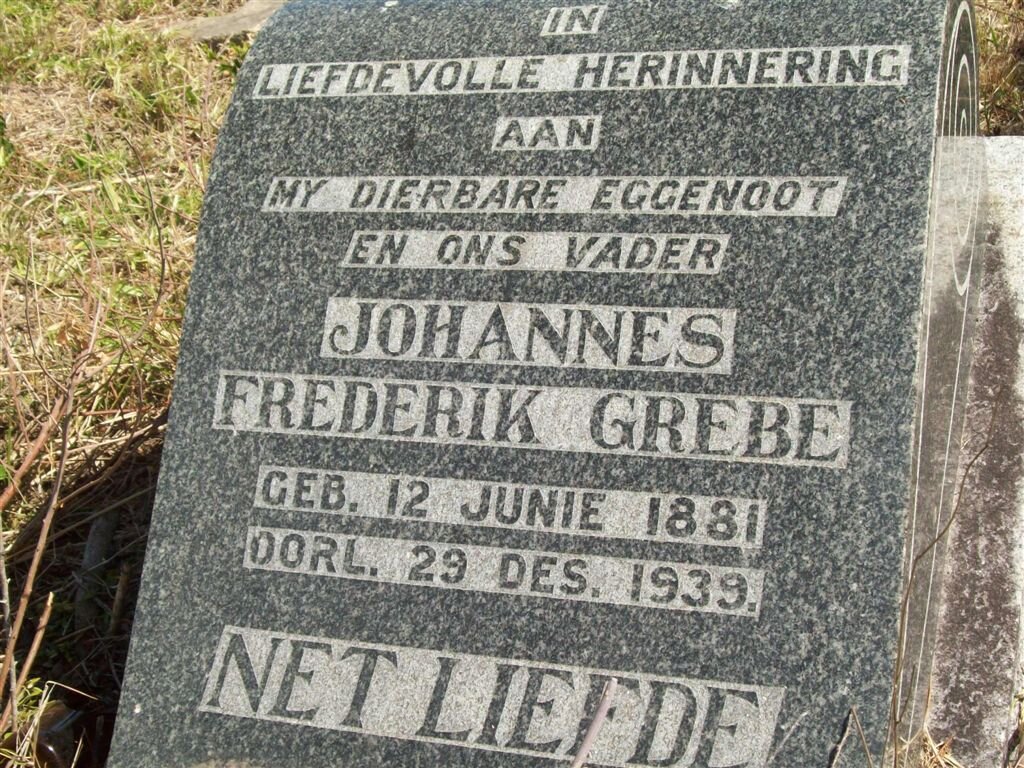 IN
LIEFDEVOLLE HERINNERING
AAN
MY DIERBARE EGGENOOT
EN ONS VADER
JOHANNES
FREDERIK GREBE
GEB. 12 JUNIE 1881
OORL. 29 DES. 1939.
NET LIEFDE